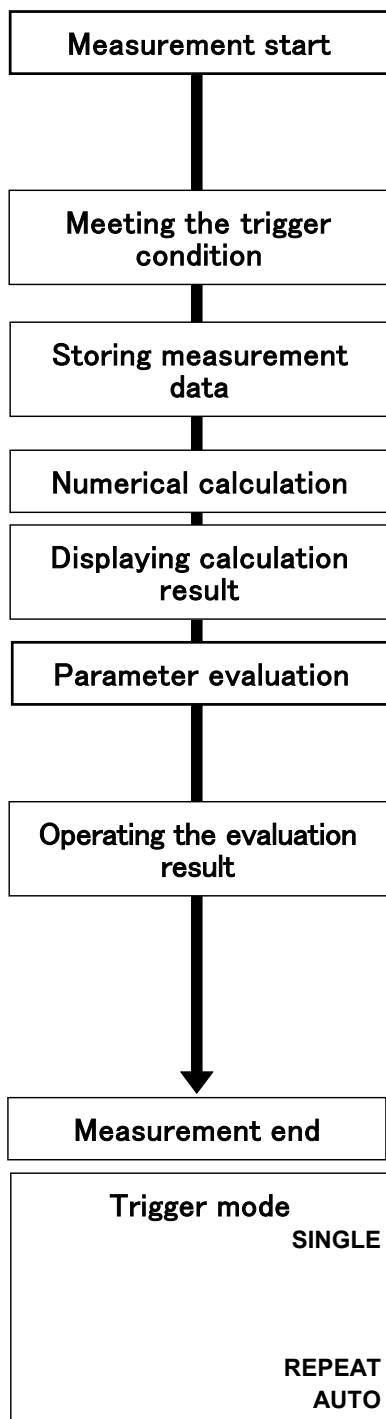 Measurement start
Meeting the trigger
condition
Storing measurement
data
Numerical calculation
Displaying calculation
result
Parameter evaluation
Operating the evaluation
result
Measurement end
Trigger mode
SINGLE
REPEAT
AUTO